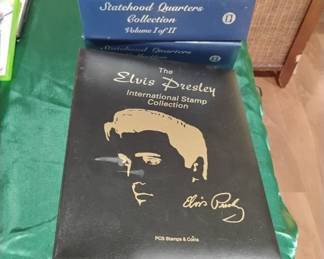 Statehood Quarters
Collection
Volume I of II
Statehood Quarters
The
Elvis Presley
International Stamp
Collection
Elvis Presley
PCS Stamps & Coins